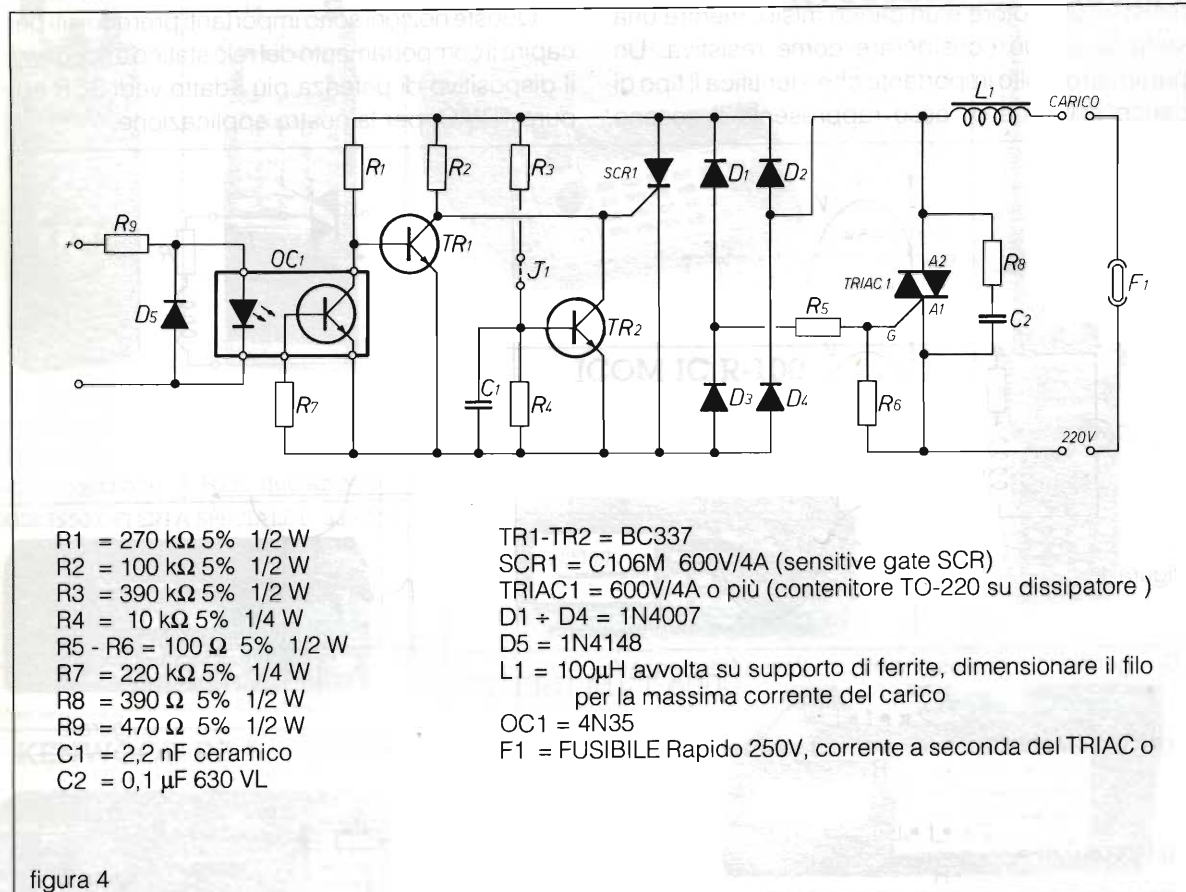 L1
CARICO
R1
R2
R3
SCR1
D1
D2
R9
+
OC1
TR1
J1
D5
TR2
R5
TRIAC1
A2
A1
G
R8
C2
F1
R7
C1
R4
D3
D4
R6
220V
R1 = 270 kΩ 5% 1/2 W
R2 = 100 kΩ 5% 1/2 W
R3 = 390 kΩ 5% 1/2 W
R4 = 10 kΩ 5% 1/4 W
R5 - R6 = 100 Ω 5% 1/2 W
R7 = 220 kΩ 5% 1/4 W
R8 = 390 Ω 5% 1/2 W
R9 = 470 Ω 5% 1/2 W
C1 = 2,2 nF ceramico
C2 = 0,1 µF 630 VL
TR1-TR2 = BC337
SCR1 = C106M 600V/4A (sensitive gate SCR)
TRIAC1 = 600V/4A o più (contenitore TO-220 su dissipatore )
D1 ÷ D4 = 1N4007
D5 = 1N4148
L1 = 100µH avvolta su supporto di ferrite, dimensionare il filo
per la massima corrente del carico
OC1 = 4N35
F1 = FUSIBILE Rapido 250V, corrente a seconda del TRIAC o
figura 4